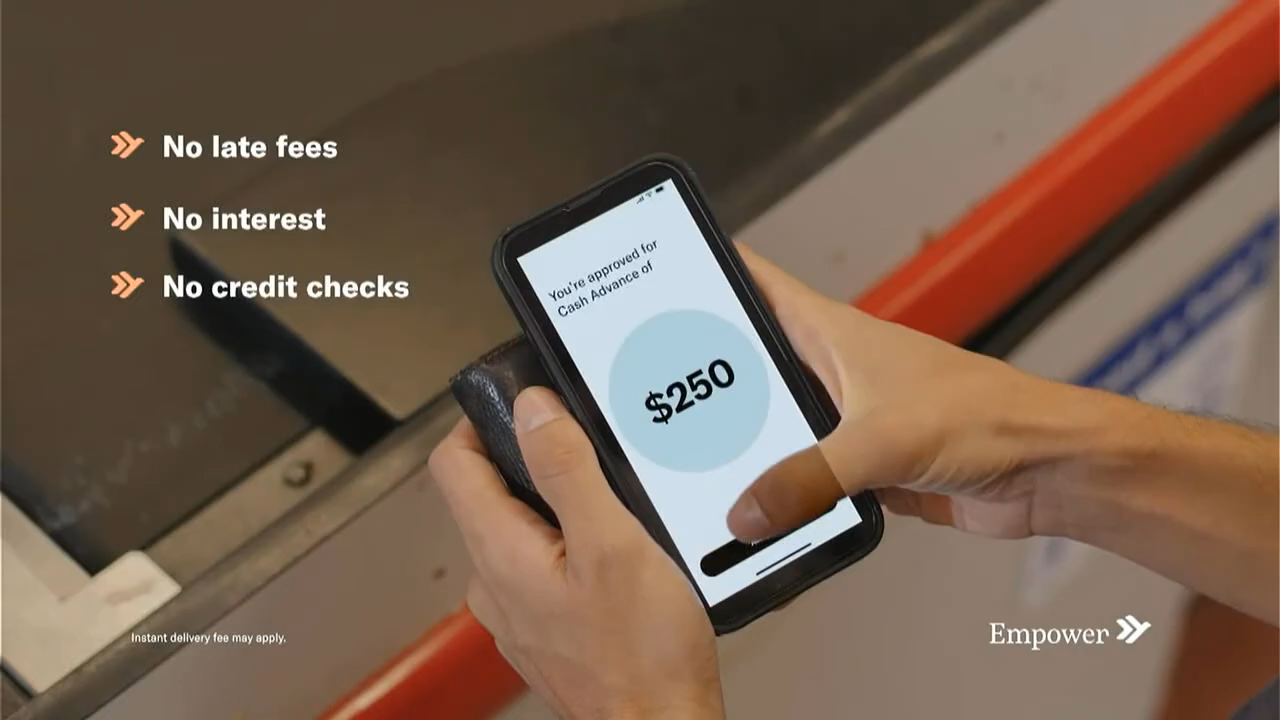 No late fees
No interest
No credit checks
You're approved for
Cash Advance of
$250
Instant delivery fee may apply.
Empower